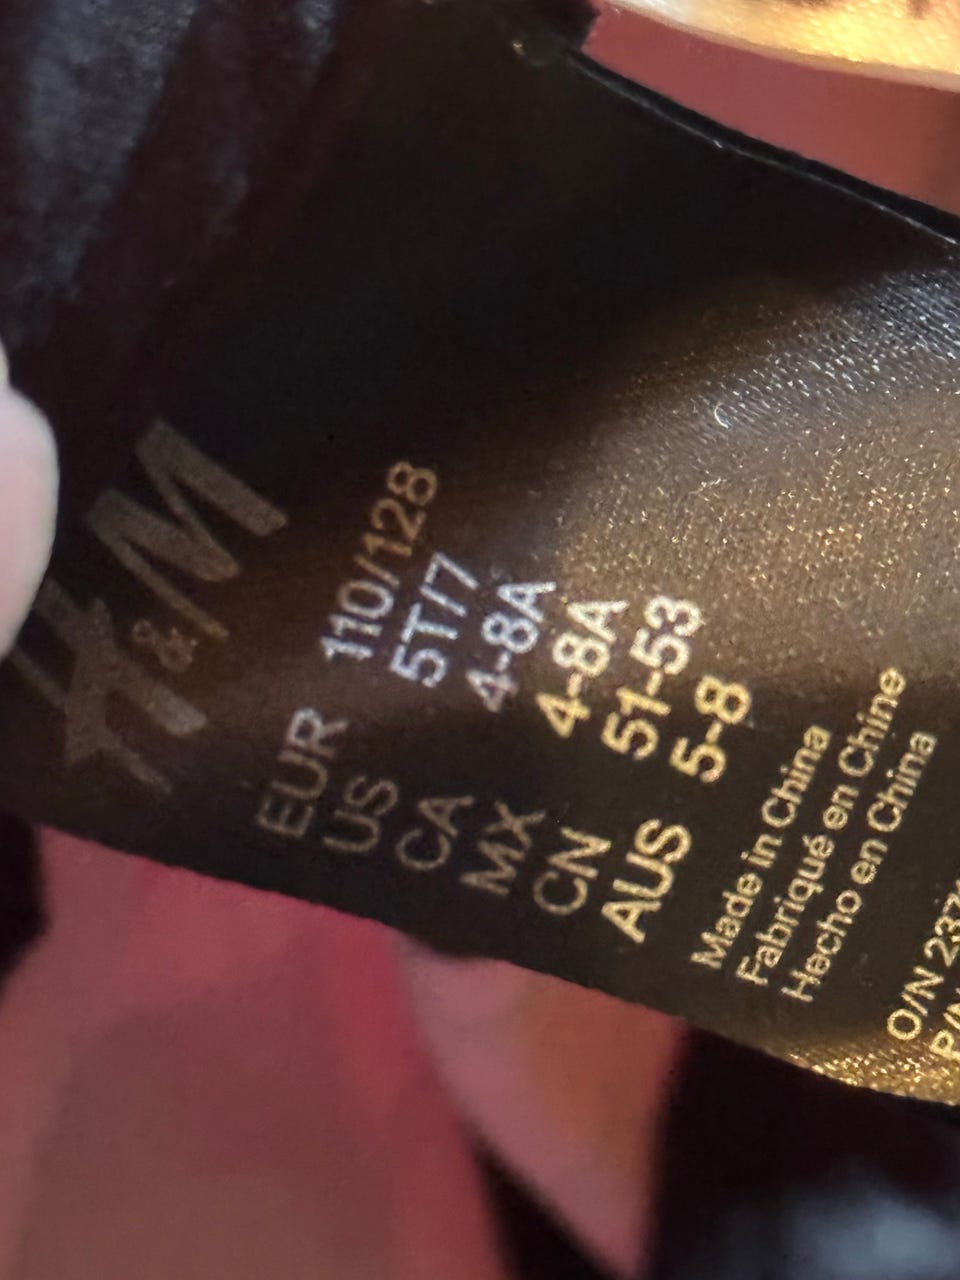 H&M
EUR 110/128
US 5T/7
CA 4-8A
MX 4-8A
CN 51-53
AUS 5-8
Made in China
Fabriqué en Chine
Hecho en China
O/N
P/N